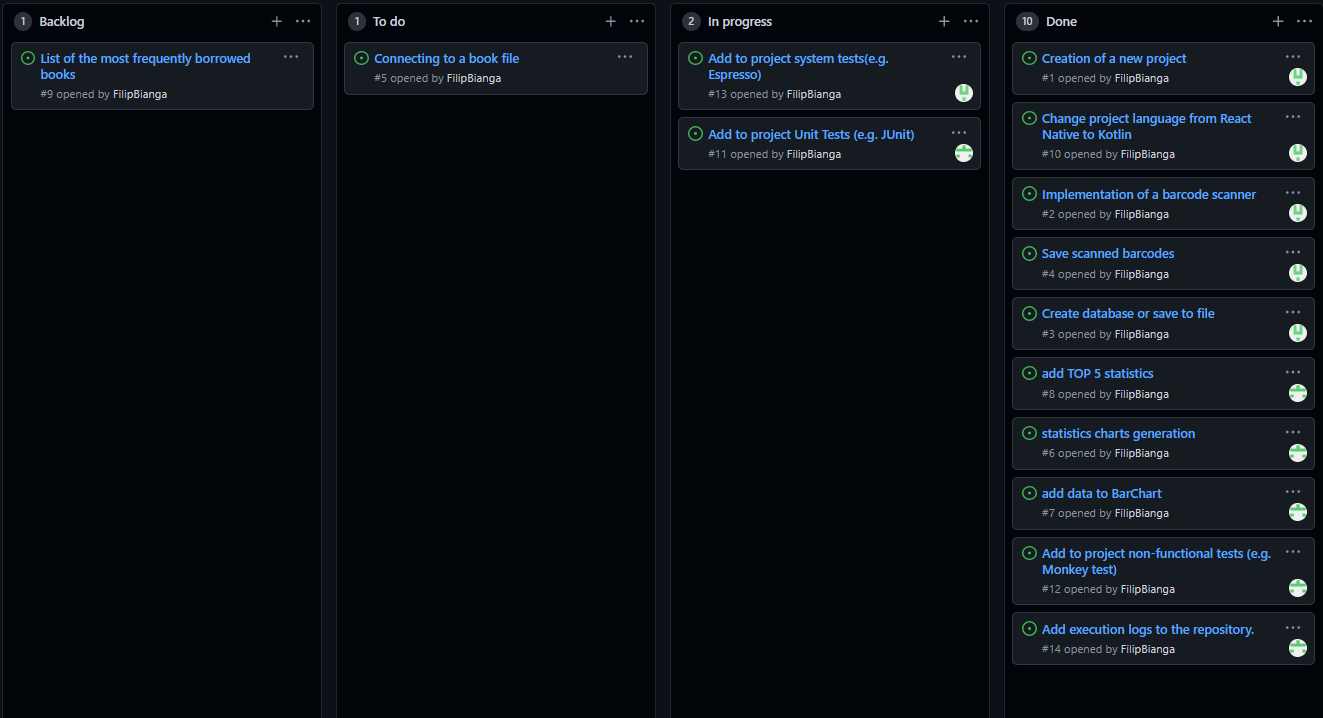 1 Backlog
List of the most frequently borrowed
books
#9 opened by FilipBianga
1 To do
Connecting to a book file
#5 opened by FilipBianga
2 In progress
Add to project system tests(e.g.
Espresso)
#13 opened by FilipBianga
Add to project Unit Tests (e.g. JUnit)
#11 opened by FilipBianga
10 Done
Creation of a new project
#1 opened by FilipBianga
Change project language from React
Native to Kotlin
#10 opened by FilipBianga
Implementation of a barcode scanner
#2 opened by FilipBianga
Save scanned barcodes
#4 opened by FilipBianga
Create database or save to file
#3 opened by FilipBianga
add TOP 5 statistics
#8 opened by FilipBianga
statistics charts generation
#6 opened by FilipBianga
add data to BarChart
#7 opened by FilipBianga
Add to project non-functional tests (e.g.
Monkey test)
#12 opened by FilipBianga
Add execution logs to the repository.
#14 opened by FilipBianga